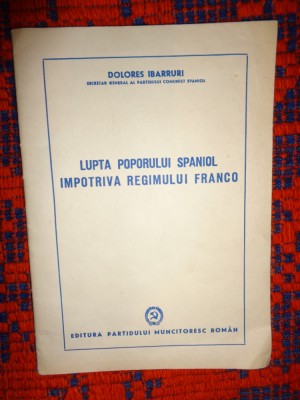 DOLORES IBARRURI
SECRETAR GENERAL AL PARTIDULUI COMUNIST SPANIOL
LUPTA POPORULUI SPANIOL
IMPOTRIVA REGIMULUI FRANCO
EDITURA PARTIDULUI MUNCITORESC ROMÂN